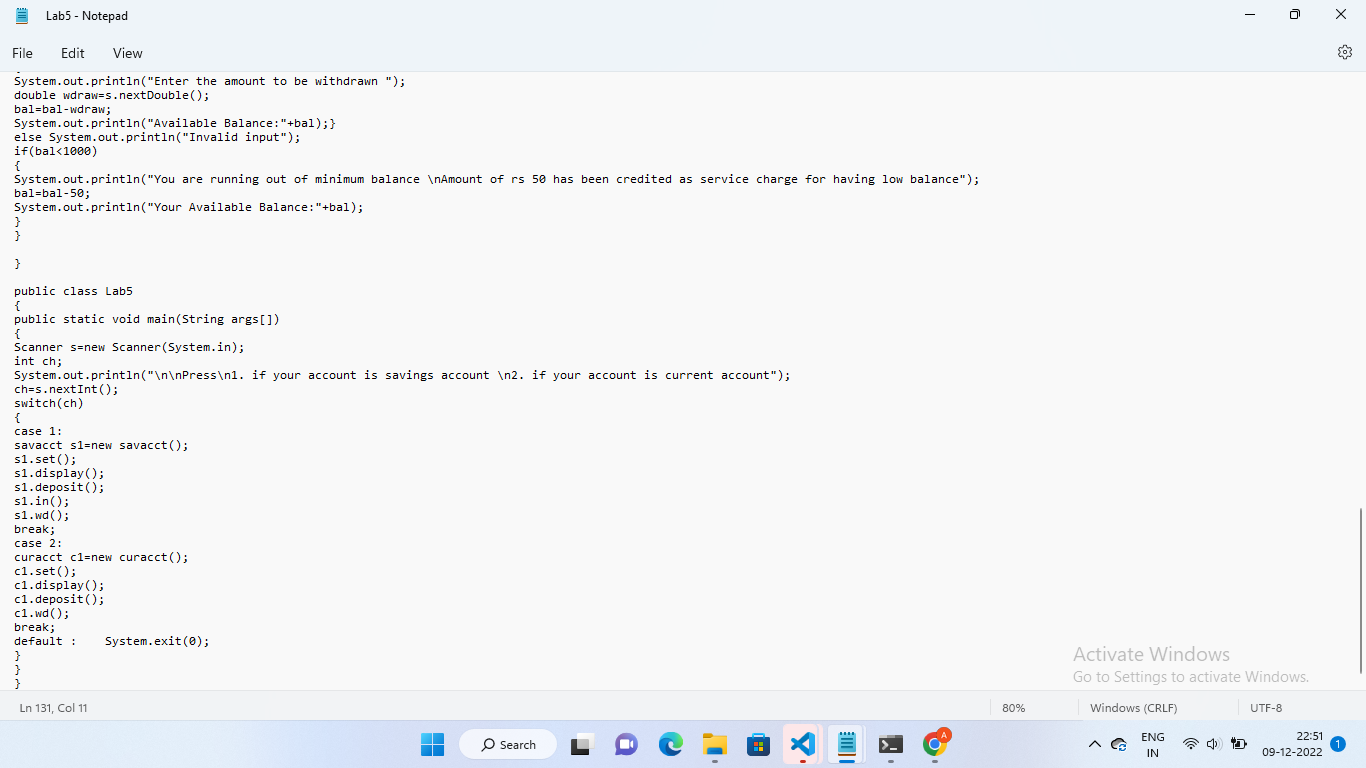 Lab5 - Notepad
File Edit View
System.out.println("Enter the amount to be withdrawn ");
double wdraw=s.nextDouble();
bal=bal-wdraw;
System.out.println("Available Balance:"+bal);}
else System.out.println("Invalid input");
if(bal<1000)
{
System.out.println("You are running out of minimum balance \nAmount of rs 50 has been credited as service charge for having low balance");
bal=bal-50;
System.out.println("Your Available Balance:"+bal);
}
}
}
public class Lab5
{
public static void main(String args[])
{
Scanner s=new Scanner(System.in);
int ch;
System.out.println("\n\nPress\n1. if your account is savings account \n2. if your account is current account");
ch=s.nextInt();
switch(ch)
{
case 1:
savacct s1=new savacct();
s1.set();
s1.display();
s1.deposit();
s1.in();
s1.wd();
break;
case 2:
curacct c1=new curacct();
c1.set();
c1.display();
c1.deposit();
c1.wd();
break;
default :    System.exit(0);
}
}
}
Activate Windows
Go to Settings to activate Windows.
Ln 131, Col 11 80% Windows (CRLF) UTF-8
Search A ENG IN 22:51 09-12-2022 1